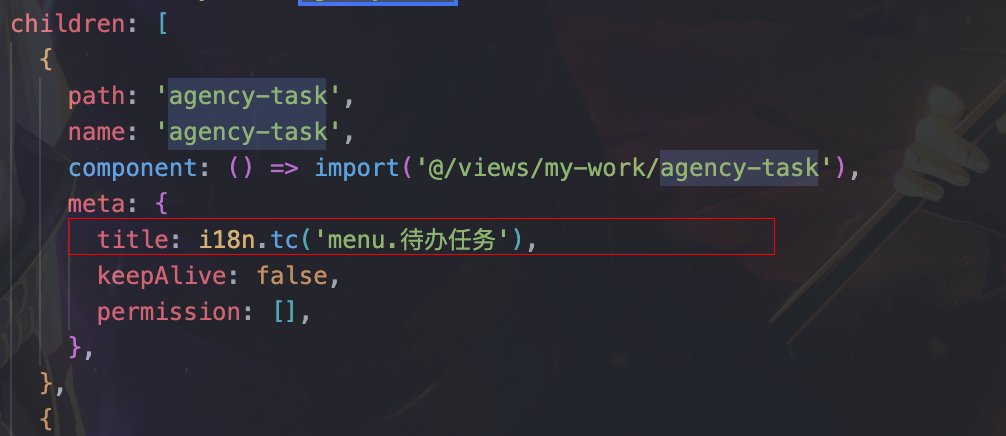 children: [
{
path: 'agency-task',
name: 'agency-task',
component: () => import('@/views/my-work/agency-task'),
meta: {
title: i18n.tc('menu.待办任务'),
keepAlive: false,
permission: [],
},
},
{